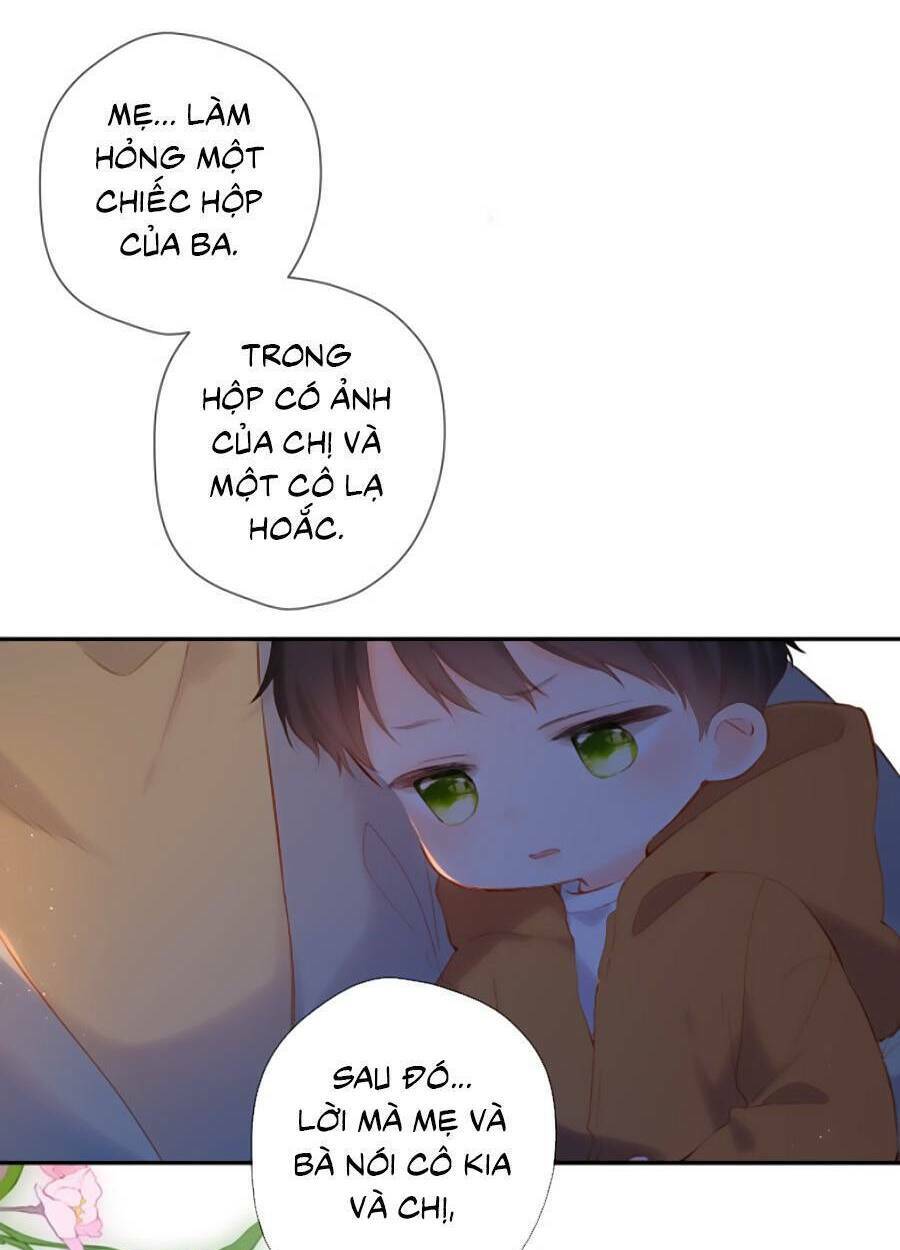 MẸ... LÀM
HỎNG MỘT
CHIẾC HỘP
CỦA BA.
TRONG
HỘP CÓ ẢNH
CỦA CHỊ VÀ
MỘT CÔ LẠ
HOẮC.
SAU ĐÓ...
LỜI MÀ MẸ VÀ
BÀ NÓI CÔ KIA
VÀ CHỊ,